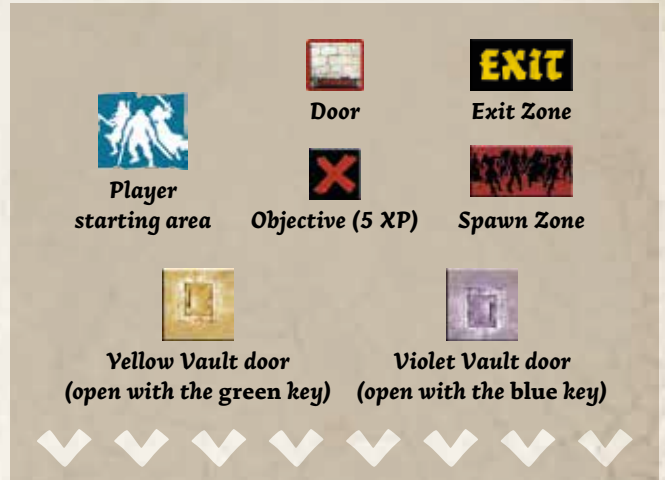 Door
EXIT
Exit Zone
Player
starting area
Objective (5 XP)
Spawn Zone
Yellow Vault door
(open with the green key)
Violet Vault door
(open with the blue key)